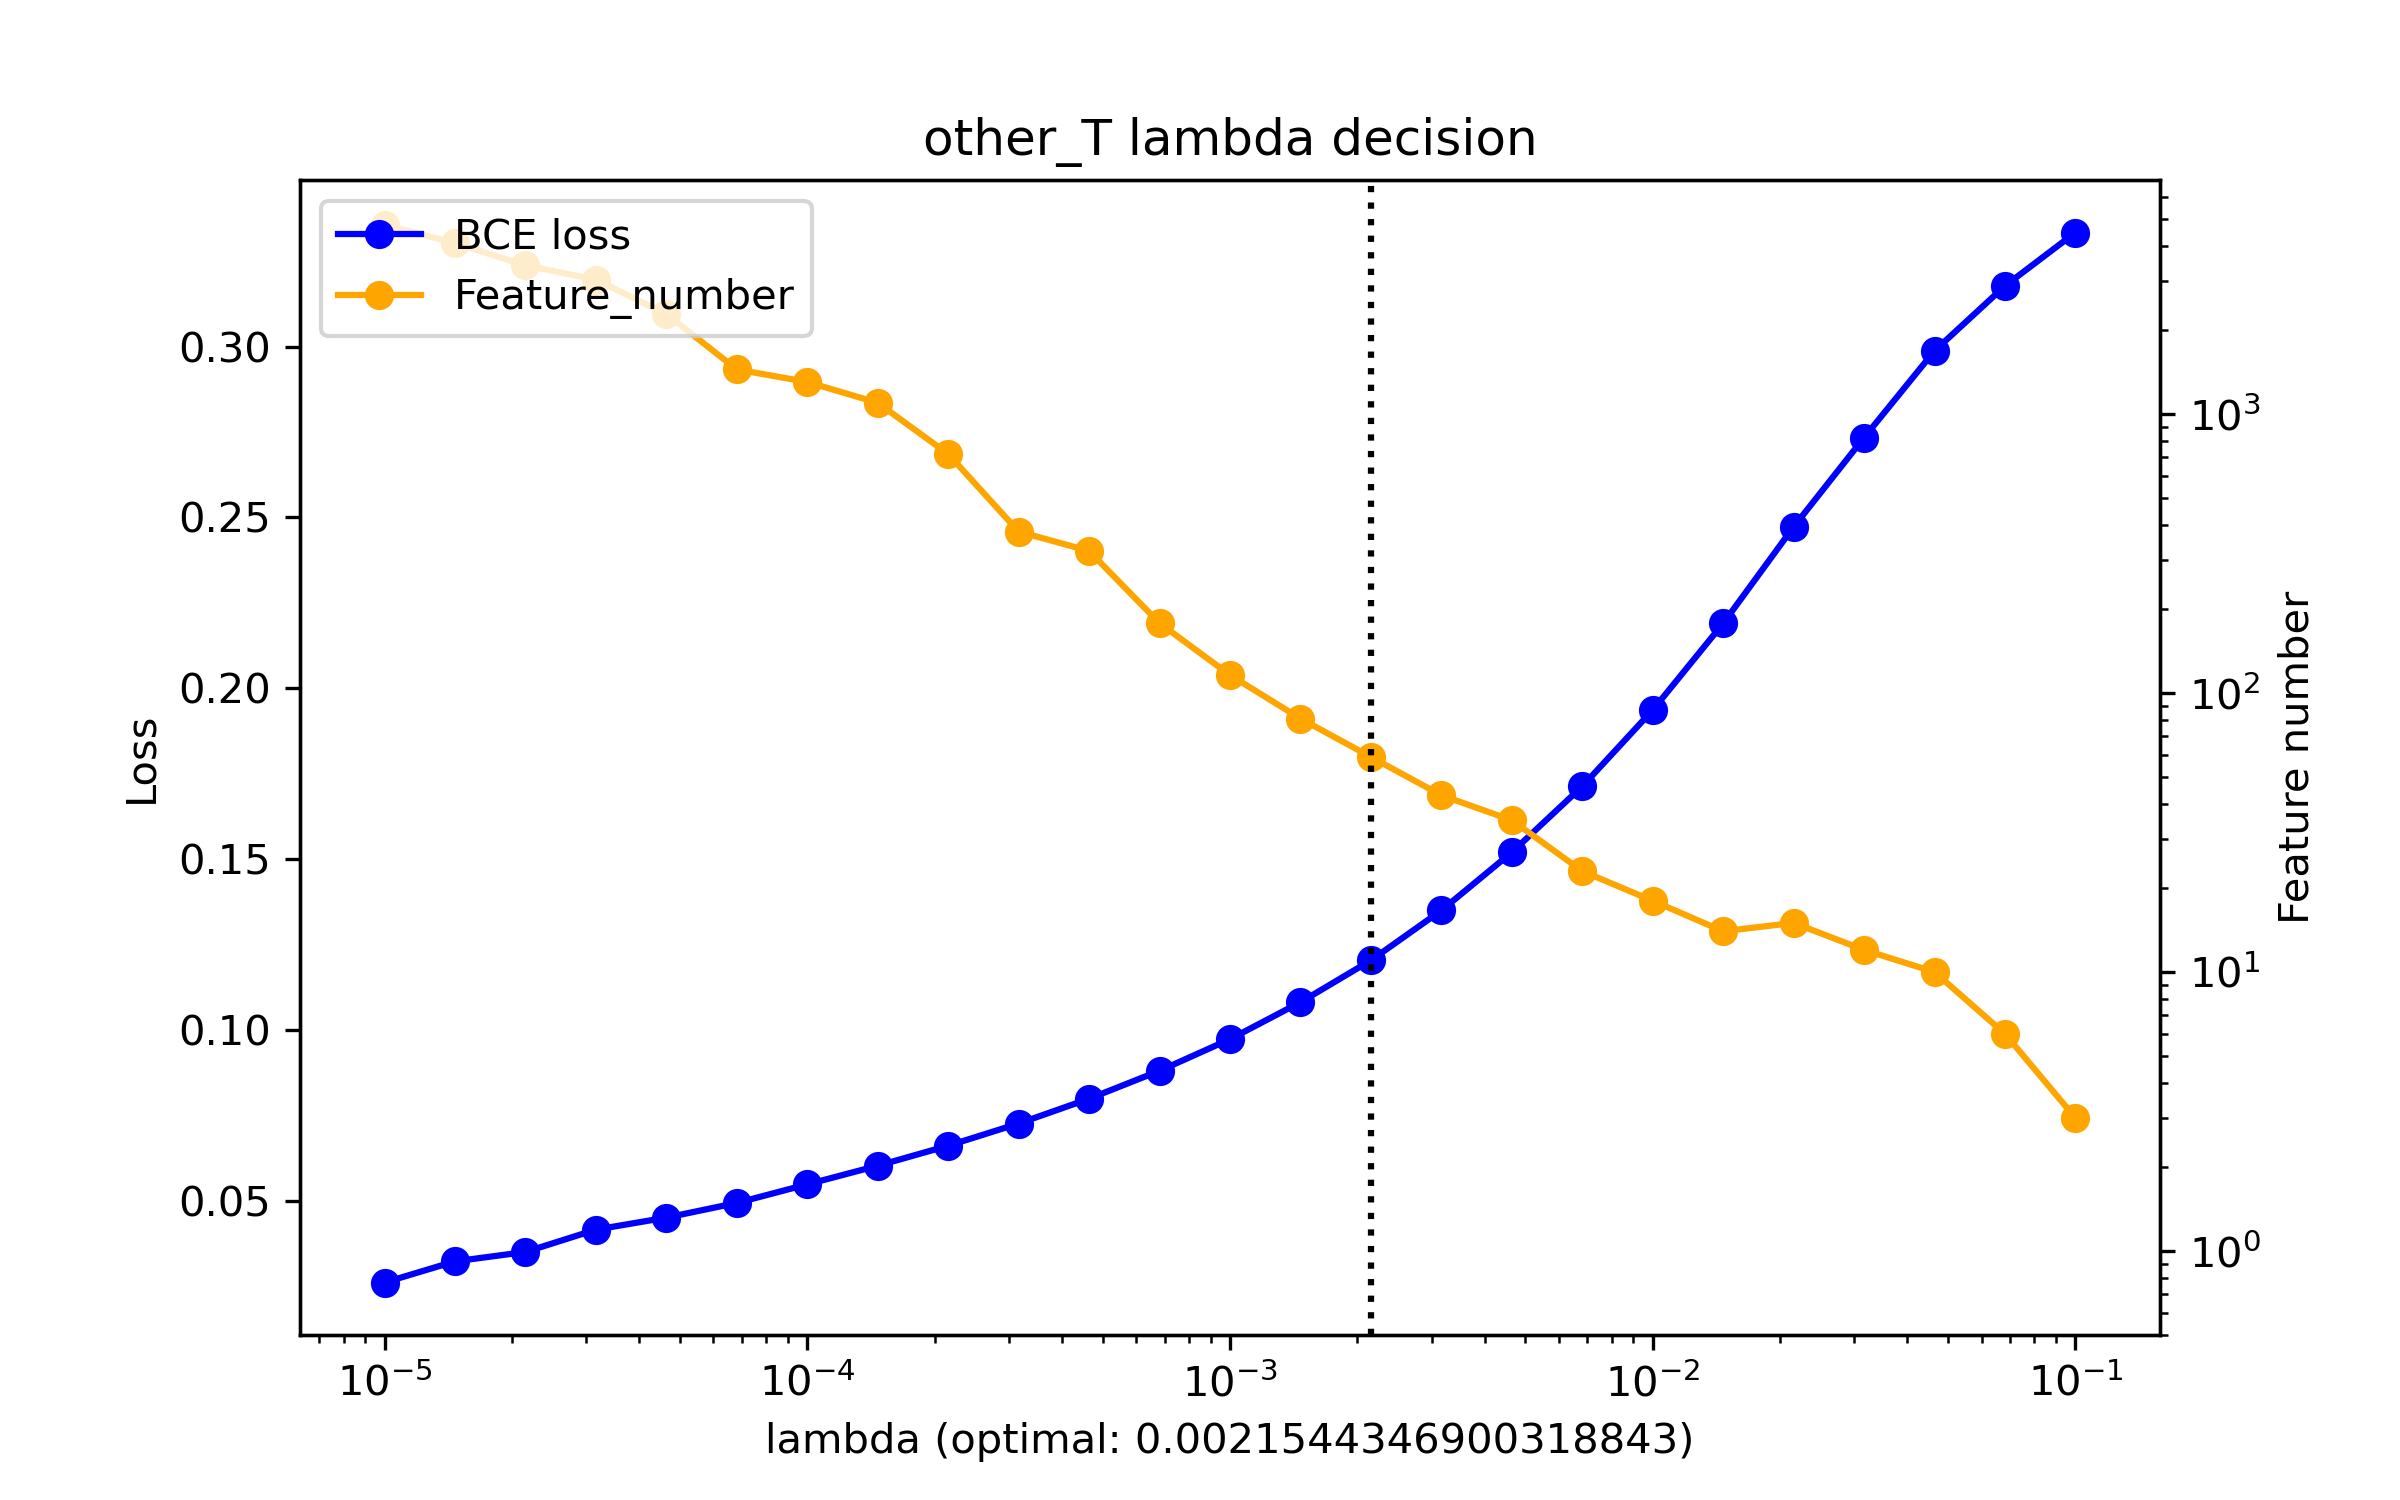 other_T lambda decision
BCE loss
Feature_number
0.30
0.25
0.20
0.15
0.10
0.05
Loss
10³
10²
10¹
10⁰
Feature number
10⁻⁵ 10⁻⁴ 10⁻³ 10⁻² 10⁻¹
lambda (optimal: 0.0021544346900318843)